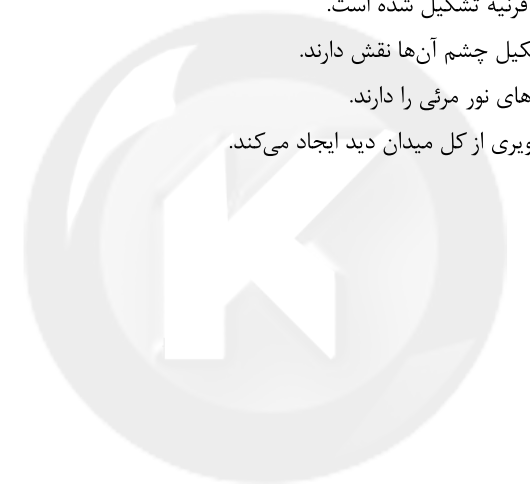 قرنیه تشکیل شده است.
کیل چشم آن‌ها نقش دارند.
های نور مرئی را دارند.
ویری از کل میدان دید ایجاد می‌کند.